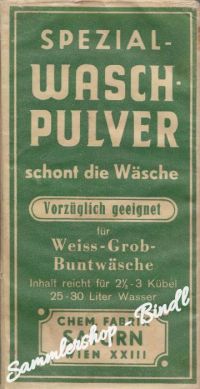 SPEZIAL-
WASCH-
PULVER
schont die Wäsche
Vorzüglich geeignet
für
Weiss-Grob-
Buntwäsche
Inhalt reicht für 2½-3 Kübel
25-30 Liter Wasser
CHEM. FABRIK
WIEN XXIII
Sammlershop Bindl